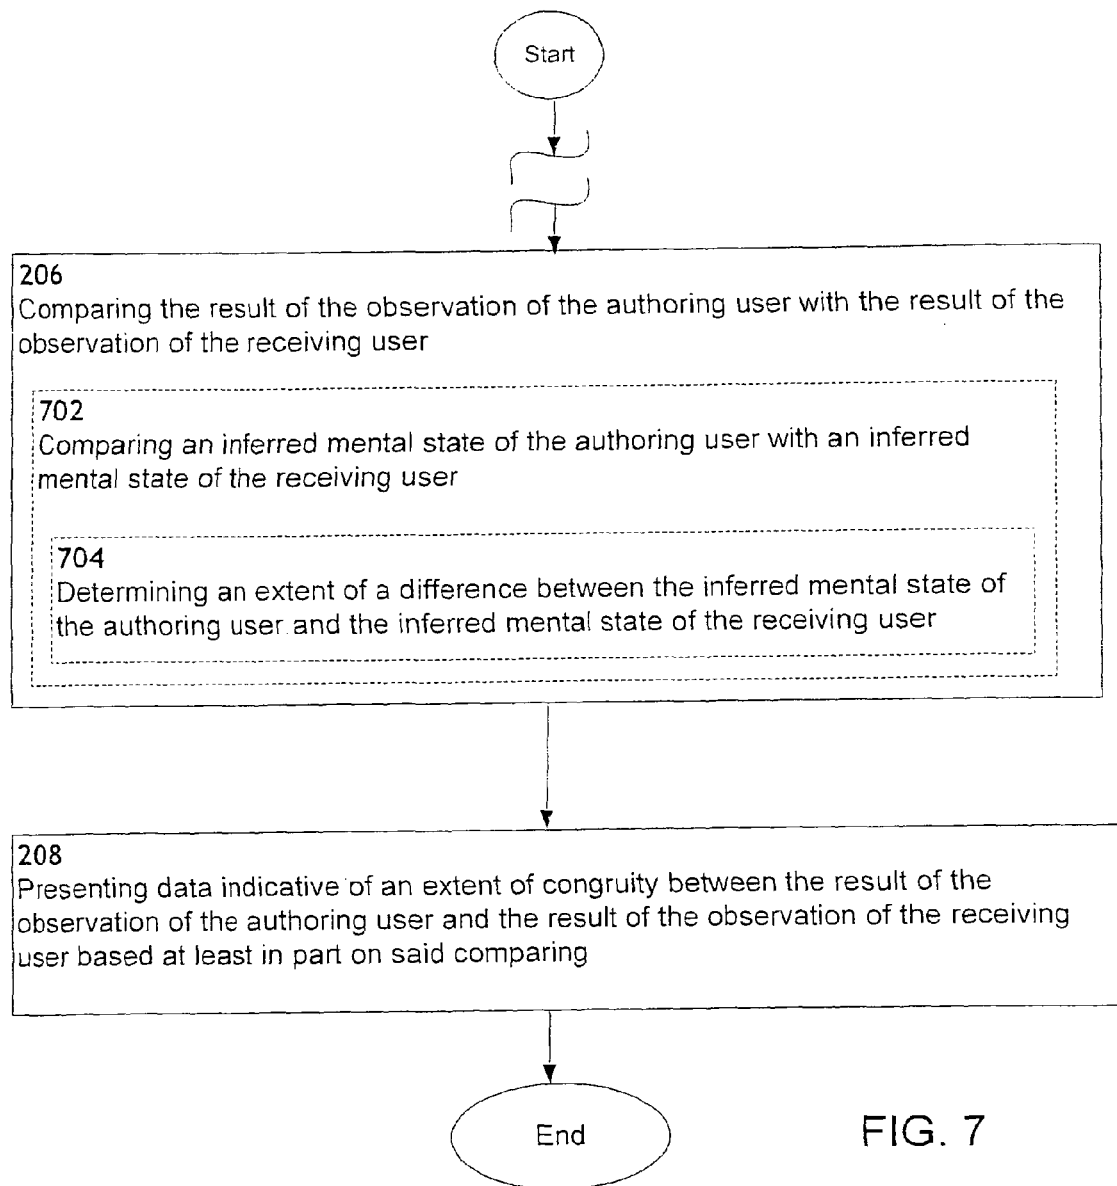 Start
206
Comparing the result of the observation of the authoring user with the result of the
observation of the receiving user
702
Comparing an inferred mental state of the authoring user with an inferred
mental state of the receiving user
704
Determining an extent of a difference between the inferred mental state of
the authoring user and the inferred mental state of the receiving user
208
Presenting data indicative of an extent of congruity between the result of the
observation of the authoring user and the result of the observation of the receiving
user based at least in part on said comparing
End
FIG. 7